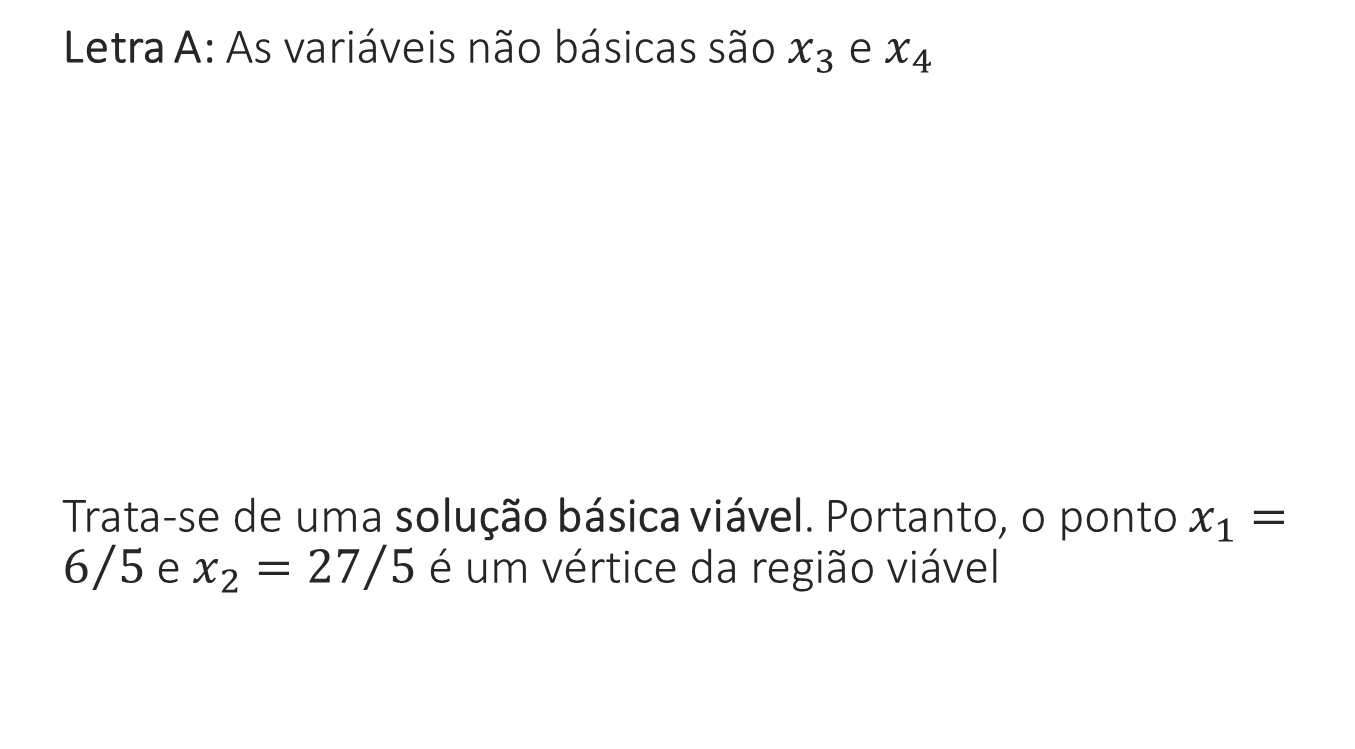 Letra A: As variáveis não básicas são x₃ e x₄
Trata-se de uma solução básica viável. Portanto, o ponto x₁ =
6/5 e x₂ = 27/5 é um vértice da região viável